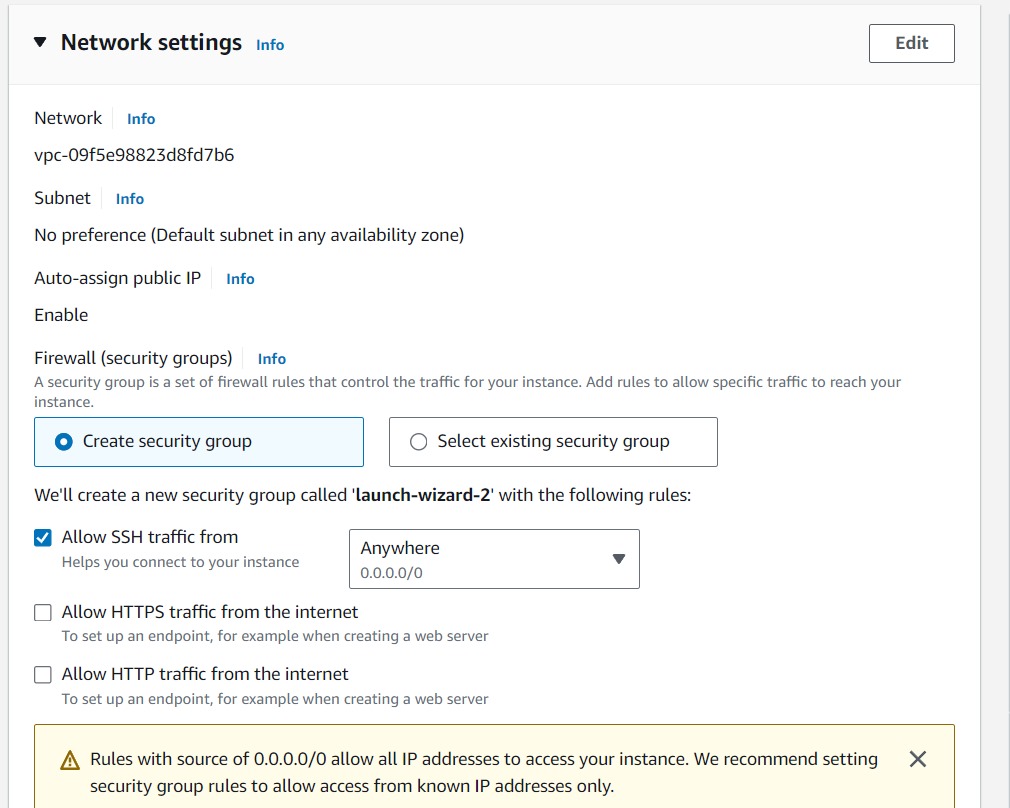 Network settings Info
Edit
Network Info
vpc-09f5e98823d8fd7b6
Subnet Info
No preference (Default subnet in any availability zone)
Auto-assign public IP Info
Enable
Firewall (security groups) Info
A security group is a set of firewall rules that control the traffic for your instance. Add rules to allow specific traffic to reach your
instance.
Create security group
Select existing security group
We'll create a new security group called 'launch-wizard-2' with the following rules:
Allow SSH traffic from
Helps you connect to your instance
Anywhere
0.0.0.0/0
Allow HTTPS traffic from the internet
To set up an endpoint, for example when creating a web server
Allow HTTP traffic from the internet
To set up an endpoint, for example when creating a web server
Rules with source of 0.0.0.0/0 allow all IP addresses to access your instance. We recommend setting
security group rules to allow access from known IP addresses only.